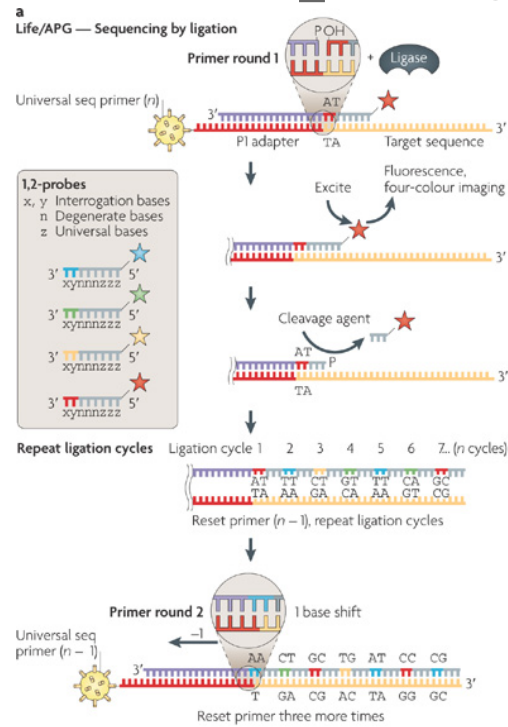 a
Life/APG — Sequencing by ligation
Primer round 1
POH
+ Ligase
Universal seq primer (n)
AT
3′
P1 adapter
TA
Target sequence
3′
1,2-probes
x, y Interrogation bases
n Degenerate bases
z Universal bases
3′ 5′
xynnnzzz
3′ 5′
xynnnzzz
3′ 5′
xynnnzzz
3′ 5′
xynnnzzz
Excite
Fluorescence,
four-colour imaging
3′
Cleavage agent
AT
P
TA
3′
Repeat ligation cycles
Ligation cycle 1 2 3 4 5 6 7... (n cycles)
AT TT CT GT TT CA GC
TA AA GA CA AA GT CG
3′
Reset primer (n – 1), repeat ligation cycles
Primer round 2
1 base shift
–1
Universal seq
primer (n – 1)
AA CT GC TG AT CC CG
3′
3′
T GA CG AC TA GG GC
Reset primer three more times